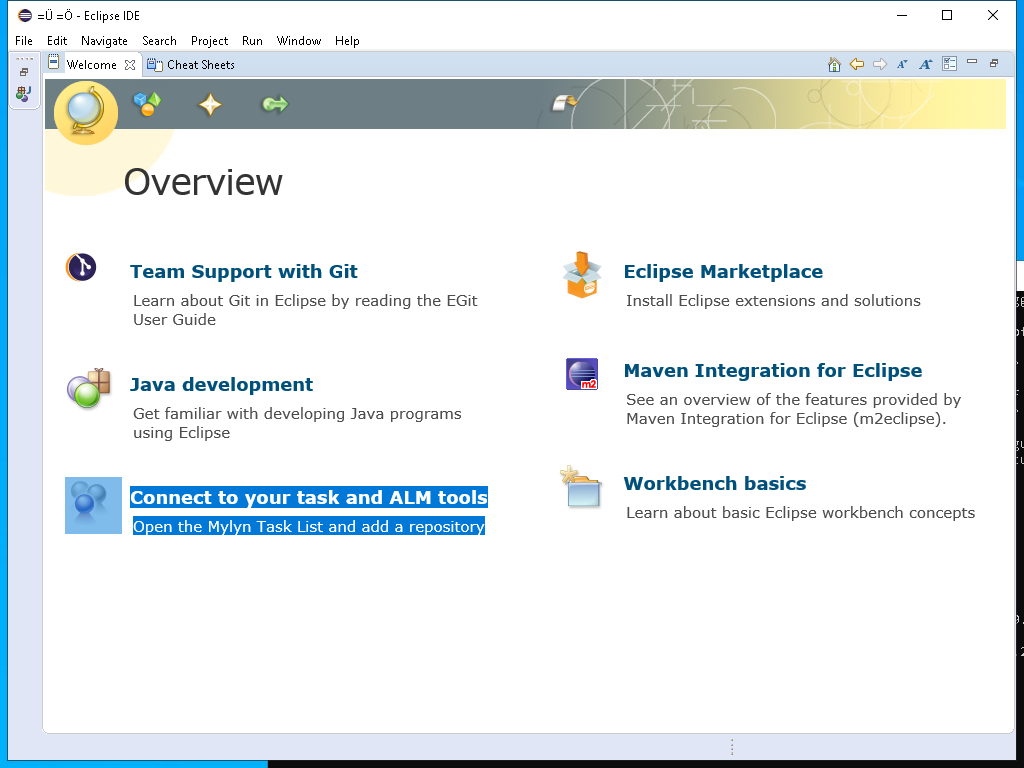 =Ü =Ö - Eclipse IDE
File Edit Navigate Search Project Run Window Help
Welcome Cheat Sheets
Overview
Team Support with Git
Learn about Git in Eclipse by reading the EGit
User Guide
Java development
Get familiar with developing Java programs
using Eclipse
Connect to your task and ALM tools
Open the Mylyn Task List and add a repository
Eclipse Marketplace
Install Eclipse extensions and solutions
m2
Maven Integration for Eclipse
See an overview of the features provided by
Maven Integration for Eclipse (m2eclipse).
Workbench basics
Learn about basic Eclipse workbench concepts